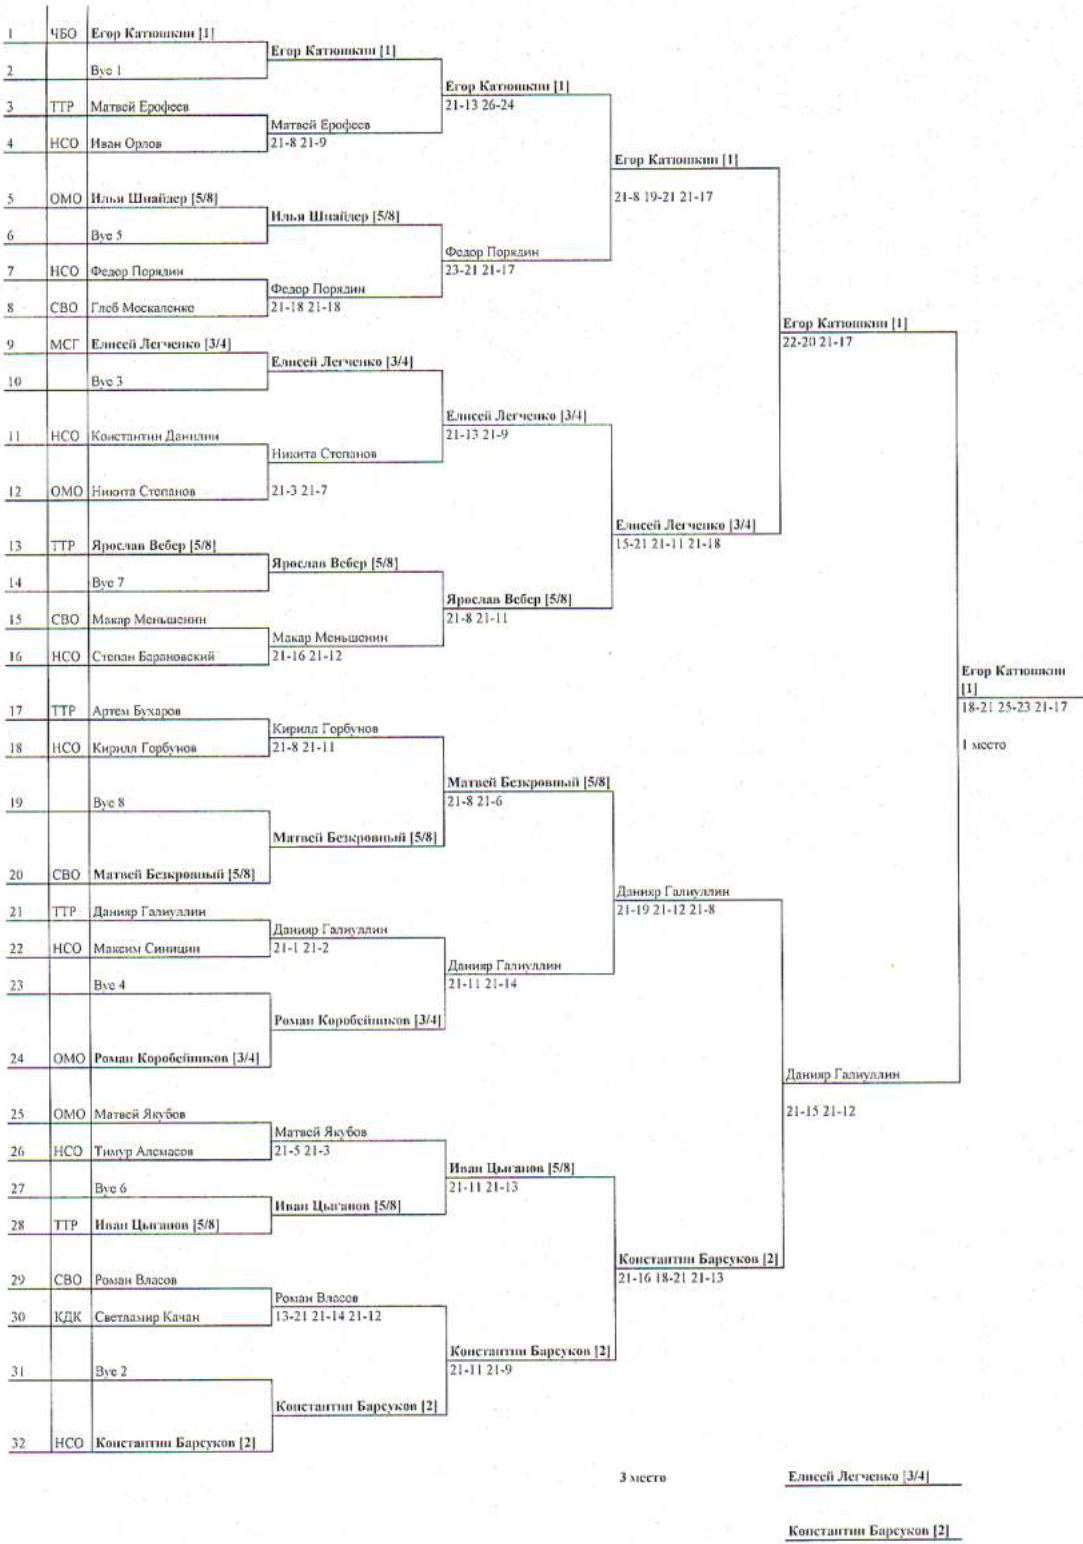 1 ЧБО Егор Катюшкин [1]
Егор Катюшкин [1]
2 Bye 1
Егор Катюшкин [1]
3 ТТР Матвей Ерофеев
21-13 26-24
Матвей Ерофеев
4 НСО Иван Орлов
21-8 21-9
Егор Катюшкин [1]
5 ОМО Илья Шнайдер [5/8]
21-8 19-21 21-17
Илья Шнайдер [5/8]
6 Bye 5
Федор Порядин
7 НСО Федор Порядин
23-21 21-17
Федор Порядин
8 СВО Глеб Москаленко
21-18 21-18
Егор Катюшкин [1]
9 МСГ Елисей Легченко [3/4]
22-20 21-17
Елисей Легченко [3/4]
10 Bye 3
Елисей Легченко [3/4]
11 НСО Константин Данилин
21-13 21-9
Никита Степанов
12 ОМО Никита Степанов
21-3 21-7
Елисей Легченко [3/4]
13 ТТР Ярослав Вебер [5/8]
15-21 21-11 21-18
Ярослав Вебер [5/8]
14 Bye 7
Ярослав Вебер [5/8]
15 СВО Макар Меньшенин
21-8 21-11
Макар Меньшенин
16 НСО Степан Барановский
21-16 21-12
Егор Катюшкин
[1]
17 ТТР Артем Бухаров
18-21 25-23 21-17
Кирилл Горбунов
18 НСО Кирилл Горбунов
21-8 21-11
1 место
Матвей Безкровный [5/8]
19 Bye 8
21-8 21-6
Матвей Безкровный [5/8]
20 СВО Матвей Безкровный [5/8]
Данияр Галиуллин
21 ТТР Данияр Галиуллин
21-19 21-12 21-8
Данияр Галиуллин
22 НСО Максим Синицин
21-1 21-2
Данияр Галиуллин
23 Bye 4
21-11 21-14
Роман Коробейников [3/4]
24 ОМО Роман Коробейников [3/4]
Данияр Галиуллин
25 ОМО Матвей Якубов
21-15 21-12
Матвей Якубов
26 НСО Тимур Алемасов
21-5 21-3
Иван Цыганов [5/8]
27 Bye 6
21-11 21-13
Иван Цыганов [5/8]
28 ТТР Иван Цыганов [5/8]
Константин Барсуков [2]
29 СВО Роман Власов
21-16 18-21 21-13
Роман Власов
30 КДК Светламир Качан
13-21 21-14 21-12
Константин Барсуков [2]
31 Bye 2
21-11 21-9
Константин Барсуков [2]
32 НСО Константин Барсуков [2]
3 место Елисей Легченко [3/4]
Константин Барсуков [2]